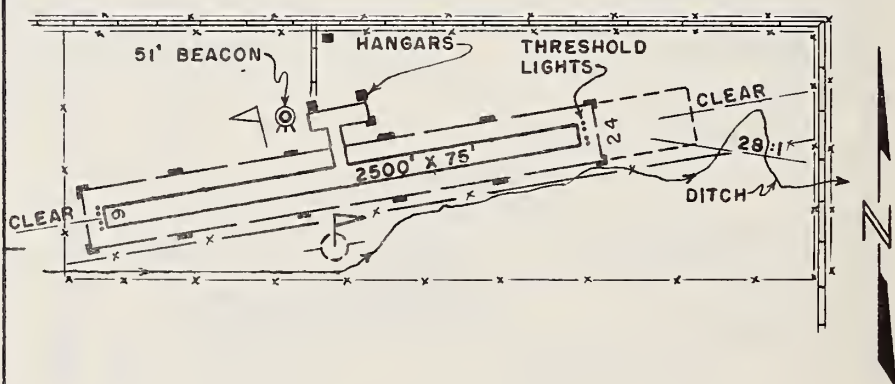 51' BEACON
HANGARS
THRESHOLD
LIGHTS
CLEAR
24
28:1
2500' X 75'
DITCH
CLEAR
6
N